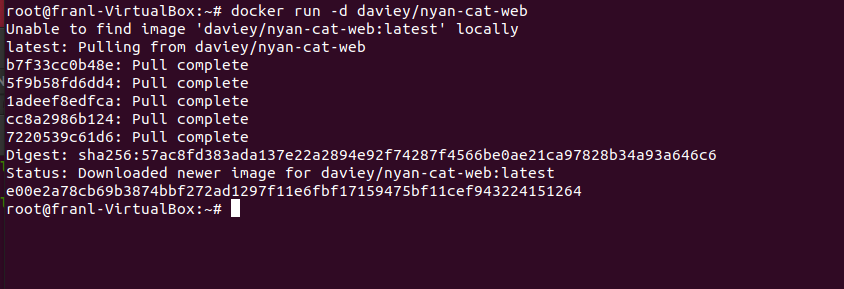 root@franl-VirtualBox:~# docker run -d daviey/nyan-cat-web
Unable to find image 'daviey/nyan-cat-web:latest' locally
latest: Pulling from daviey/nyan-cat-web
b7f33cc0b48e: Pull complete
5f9b58fd6dd4: Pull complete
1adeef8edfca: Pull complete
cc8a2986b124: Pull complete
7220539c61d6: Pull complete
Digest: sha256:57ac8fd383ada137e22a2894e92f74287f4566be0ae21ca97828b34a93a646c6
Status: Downloaded newer image for daviey/nyan-cat-web:latest
e00e2a78cb69b3874bbf272ad1297f11e6fbf17159475bf11cef943224151264
root@franl-VirtualBox:~#